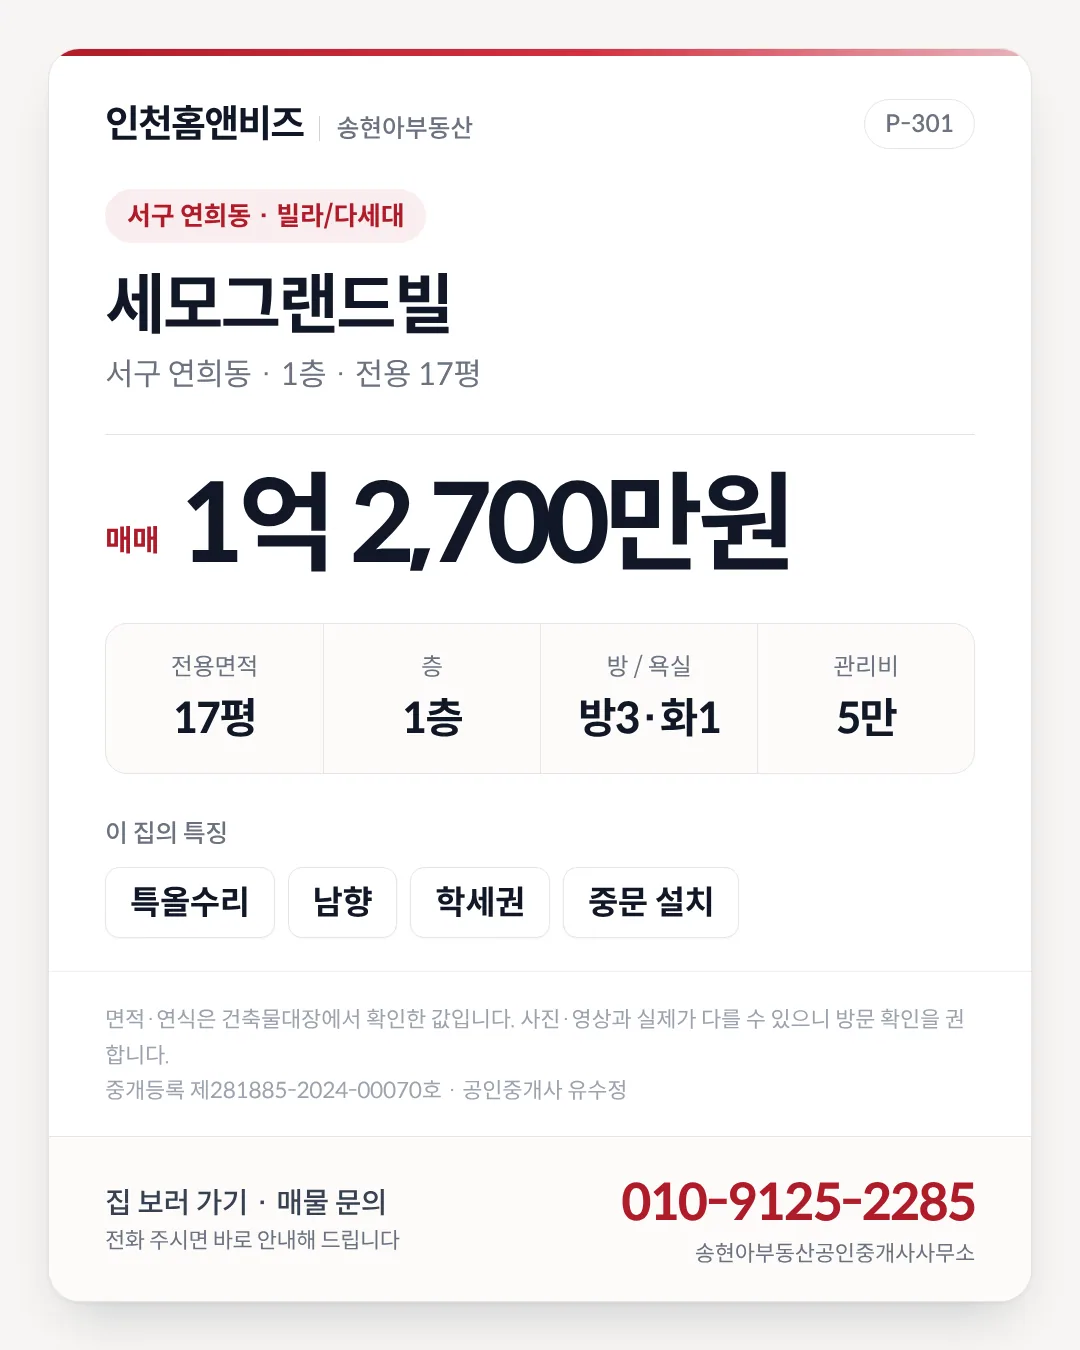 인천홈앤비즈 | 송현아부동산
P-301
서구 연희동 · 빌라/다세대
세모그랜드빌
서구 연희동 · 1층 · 전용 17평
매매 1억 2,700만원
전용면적 층 방 / 욕실 관리비
17평 1층 방3·화1 5만
이 집의 특징
특올수리 남향 학세권 중문 설치
면적·연식은 건축물대장에서 확인한 값입니다. 사진·영상과 실제가 다를 수 있으니 방문 확인을 권
합니다.
중개등록 제281885-2024-00070호 · 공인중개사 유수정
집 보러 가기 · 매물 문의
전화 주시면 바로 안내해 드립니다
010-9125-2285
송현아부동산공인중개사사무소